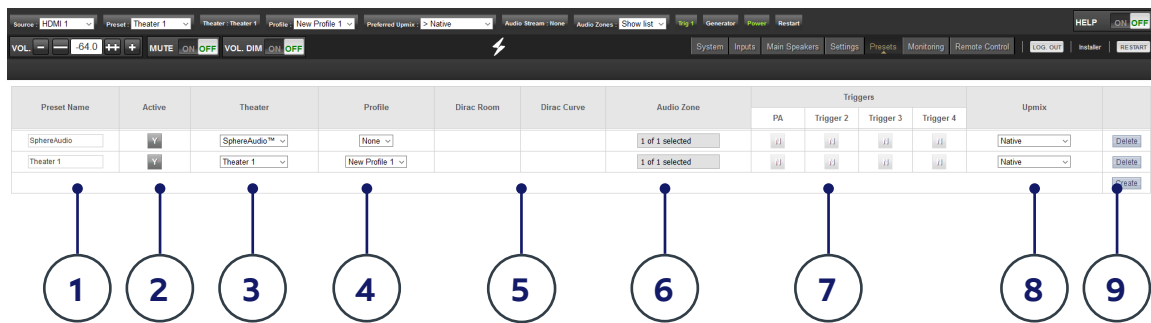 Source : HDMI 1 Preset : Theater 1 Theater : Theater 1 Profile : New Profile 1 Preferred Upmix : > Native Audio Stream : None Audio Zones : Show list Trig 1 Generator Power Restart HELP ON OFF
VOL. -64.0 MUTE ON OFF VOL. DIM ON OFF System Inputs Main Speakers Settings Presets Monitoring Remote Control LOG. OUT Installer RESTART
Preset Name Active Theater Profile Dirac Room Dirac Curve Audio Zone Triggers Upmix
PA Trigger 2 Trigger 3 Trigger 4
SphereAudio Y SphereAudio™ None 1 of 1 selected Native Delete
Theater 1 Y Theater 1 New Profile 1 1 of 1 selected Native Delete
Create
1 2 3 4 5 6 7 8 9